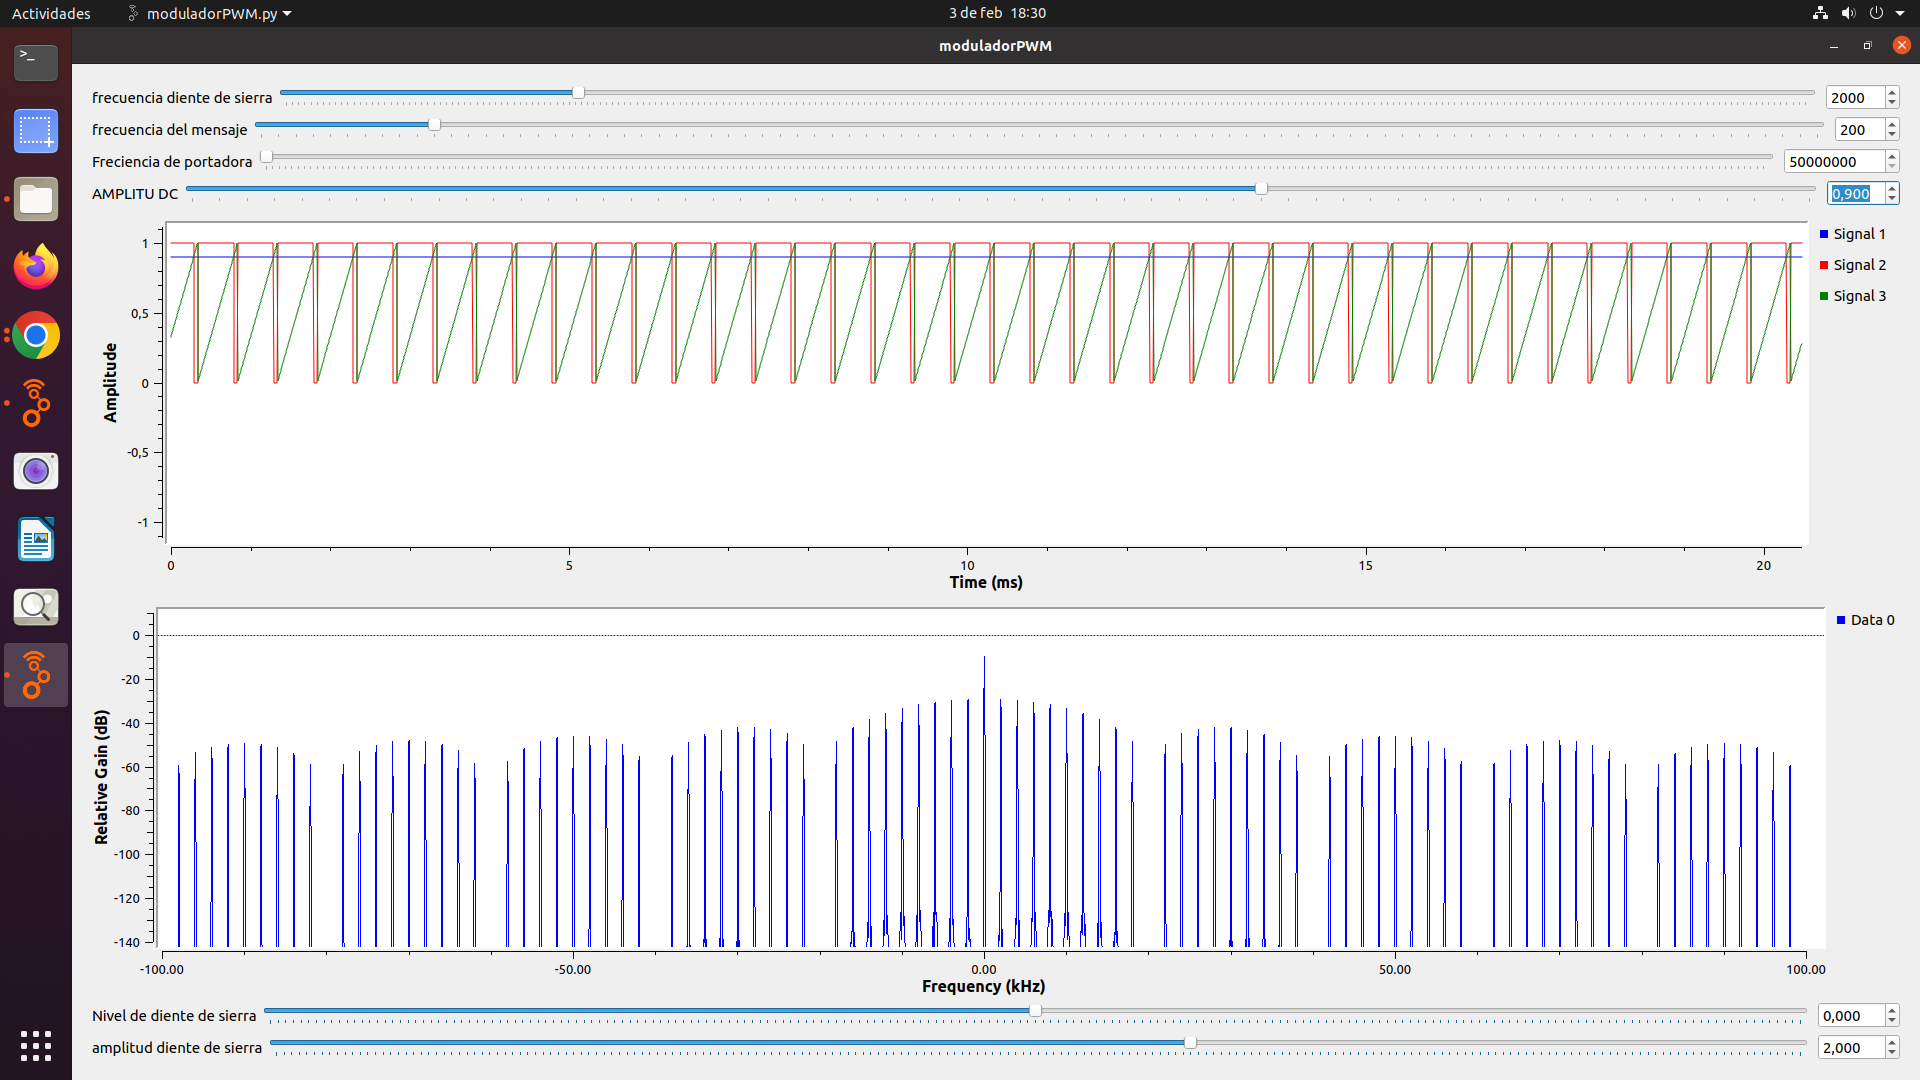 Actividades moduladorPWM.py 3 de feb 18:30
moduladorPWM
frecuencia diente de sierra 2000
frecuencia del mensaje 200
Freciencia de portadora 50000000
AMPLITU DC 0,900
Signal 1
Signal 2
Signal 3
1
0,5
0
-0,5
-1
Amplitude
0 5 10 15 20
Time (ms)
Data 0
0
-20
-40
-60
-80
-100
-120
-140
Relative Gain (dB)
-100.00 -50.00 0.00 50.00 100.00
Frequency (kHz)
Nivel de diente de sierra 0,000
amplitud diente de sierra 2,000